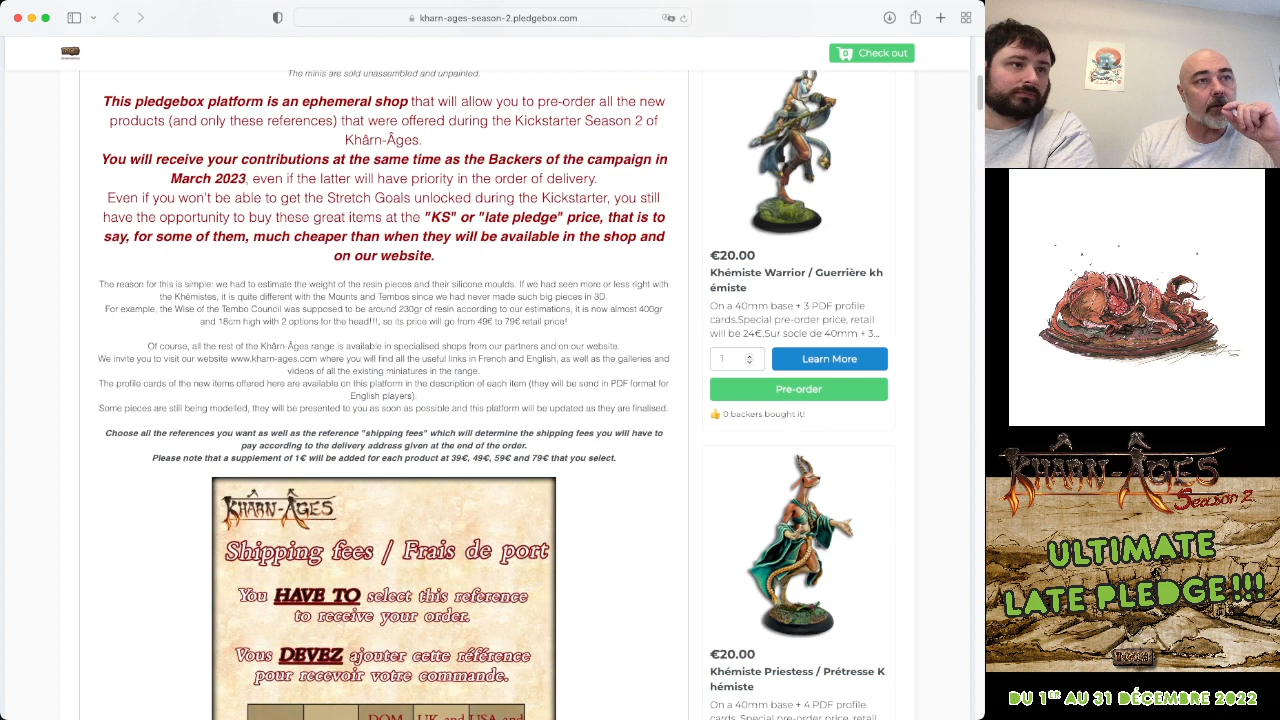 kharn-ages-season-2.pledgebox.com
0 Check out
The minis are sold unassembled and unpainted.
This pledgebox platform is an ephemeral shop that will allow you to pre-order all the new
products (and only these references) that were offered during the Kickstarter Season 2 of
Khârn-Âges.
You will receive your contributions at the same time as the Backers of the campaign in
March 2023, even if the latter will have priority in the order of delivery.
Even if you won't be able to get the Stretch Goals unlocked during the Kickstarter, you still
have the opportunity to buy these great items at the "KS" or "late pledge" price, that is to
say, for some of them, much cheaper than when they will be available in the shop and
on our website.
The reason for this is simple: we had to estimate the weight of the resin pieces and their silicone moulds. If we had seen more or less right with
the Khémistes, it is quite different with the Mounts and Tembos since we had never made such big pieces in 3D.
For example, the Wise of the Tembo Council was supposed to be around 230gr of resin according to our estimations, it is now almost 400gr
and 18cm high with 2 options for the head!!!, so its price will go from 49€ to 79€ retail price!
Of course, all the rest of the Khârn-Âges range is available in specialised shops from our partners and on our website.
We invite you to visit our website www.kharn-ages.com where you will find all the useful links in French and English, as well as the galleries and
videos of all the existing miniatures in the range.
The profile cards of the new items offered here are available on this platform in the description of each item (they will be send in PDF format for
English players).
Some pieces are still being modelled, they will be presented to you as soon as possible and this platform will be updated as they are finalised.
Choose all the references you want as well as the reference "shipping fees" which will determine the shipping fees you will have to
pay according to the delivery address given at the end of the order.
Please note that a supplement of 1€ will be added for each product at 39€, 49€, 59€ and 79€ that you select.
KHÂRN-ÂGES
Shipping fees / Frais de port
You HAVE TO select this reference
to receive your order.
Vous DEVEZ ajouter cette référence
pour recevoir votre commande.
DOM UK and USA and
€20.00
Khémiste Warrior / Guerrière kh
émiste
On a 40mm base + 3 PDF profile
cards.Special pre-order price, retail
will be 24€.Sur socle de 40mm + 3...
1 Learn More
Pre-order
0 backers bought it!
€20.00
Khémiste Priestess / Prétresse K
hémiste
On a 40mm base + 4 PDF profile
cards.Special pre-order price, retail
KHÂRN-ÂGES
Season 2
ULTIMATE
LATE PLEDGE !!!
DU 1ER AU 31 DÉCEMBRE 2022